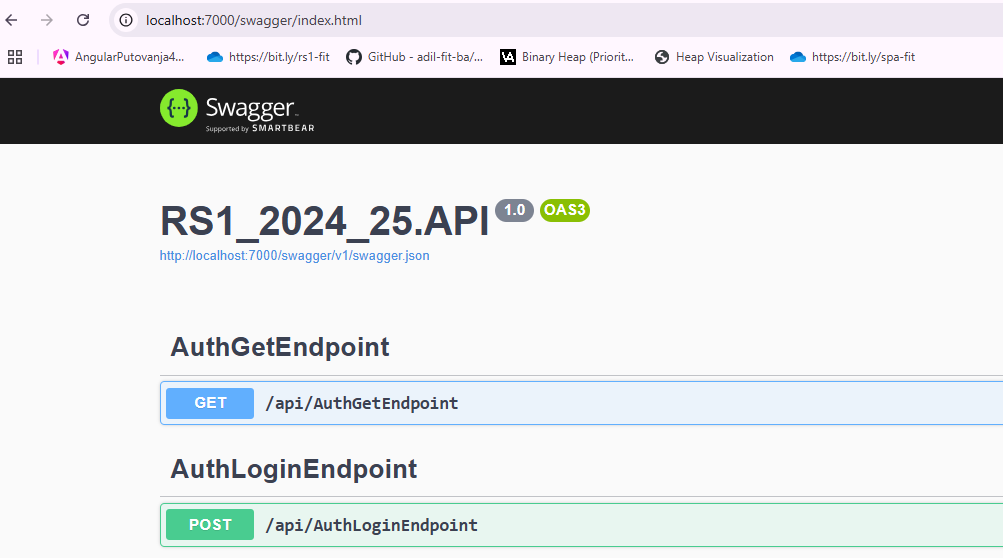 localhost:7000/swagger/index.html
AngularPutovanja4... https://bit.ly/rs1-fit GitHub - adil-fit-ba/... VA Binary Heap (Priorit... Heap Visualization https://bit.ly/spa-fit
{···} Swagger™
Supported by SMARTBEAR
RS1_2024_25.API 1.0 OAS3
http://localhost:7000/swagger/v1/swagger.json
AuthGetEndpoint
GET /api/AuthGetEndpoint
AuthLoginEndpoint
POST /api/AuthLoginEndpoint